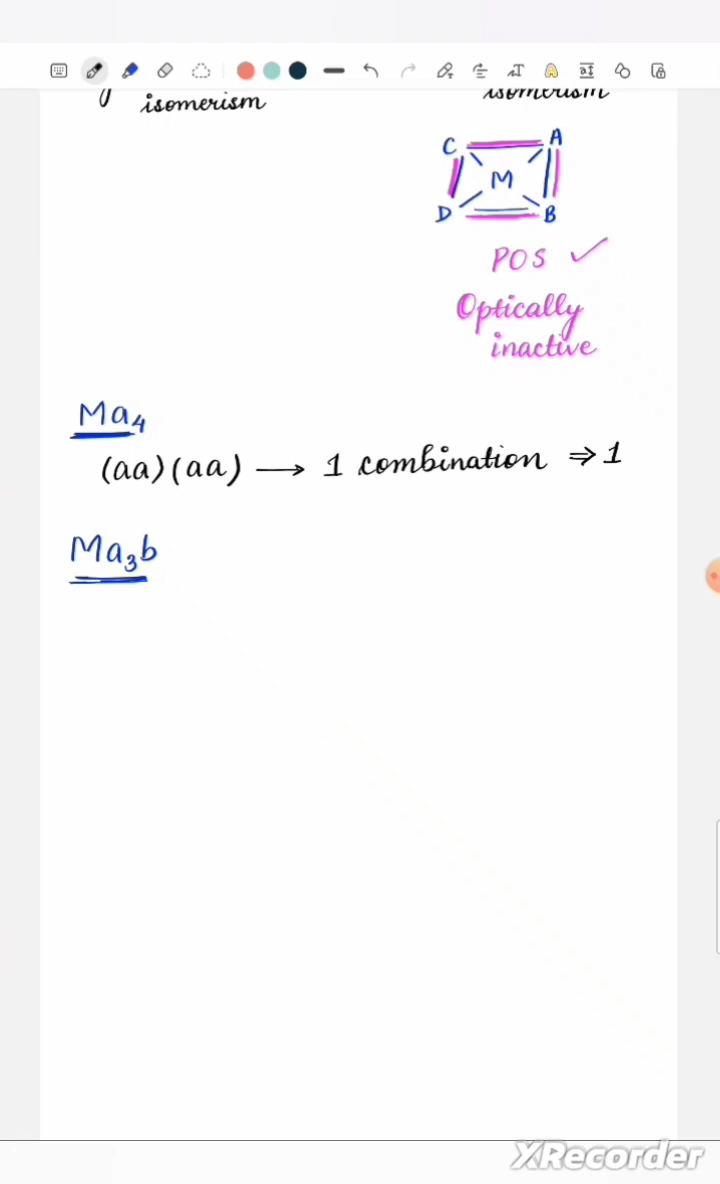 isomerism
isomerism
C A
M
D B
POS ✓
Optically
inactive
Ma₄
(aa)(aa) ⟶ 1 combination ⇒ 1
Ma₃b
XRecorder